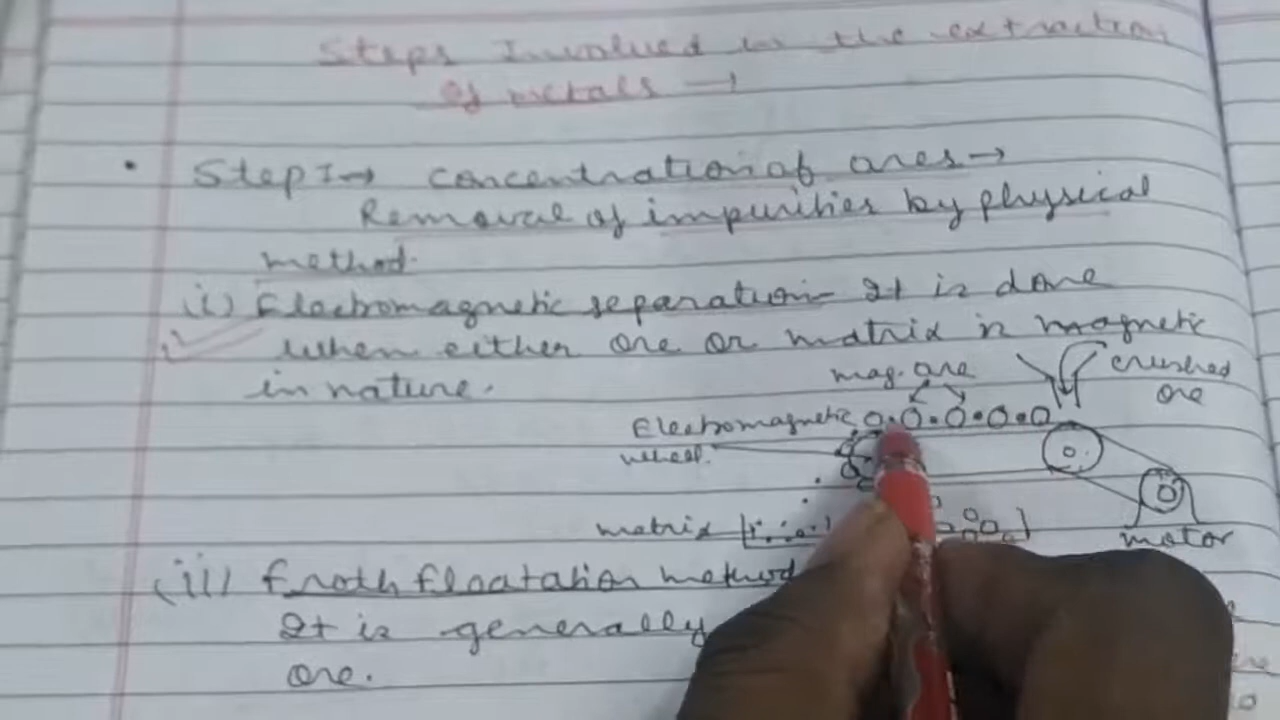 Steps Involved in the extraction
of metals →
• Step I → concentration of ores →
Removal of impurities by physical
method.
(i) Electromagnetic separation - It is done
when either ore or matrix is magnetic
in nature.
mag. ore
crushed
ore
Electromagnetic
wheel.
matrix
motor
(ii) froth floatation method
It is generally
ore.